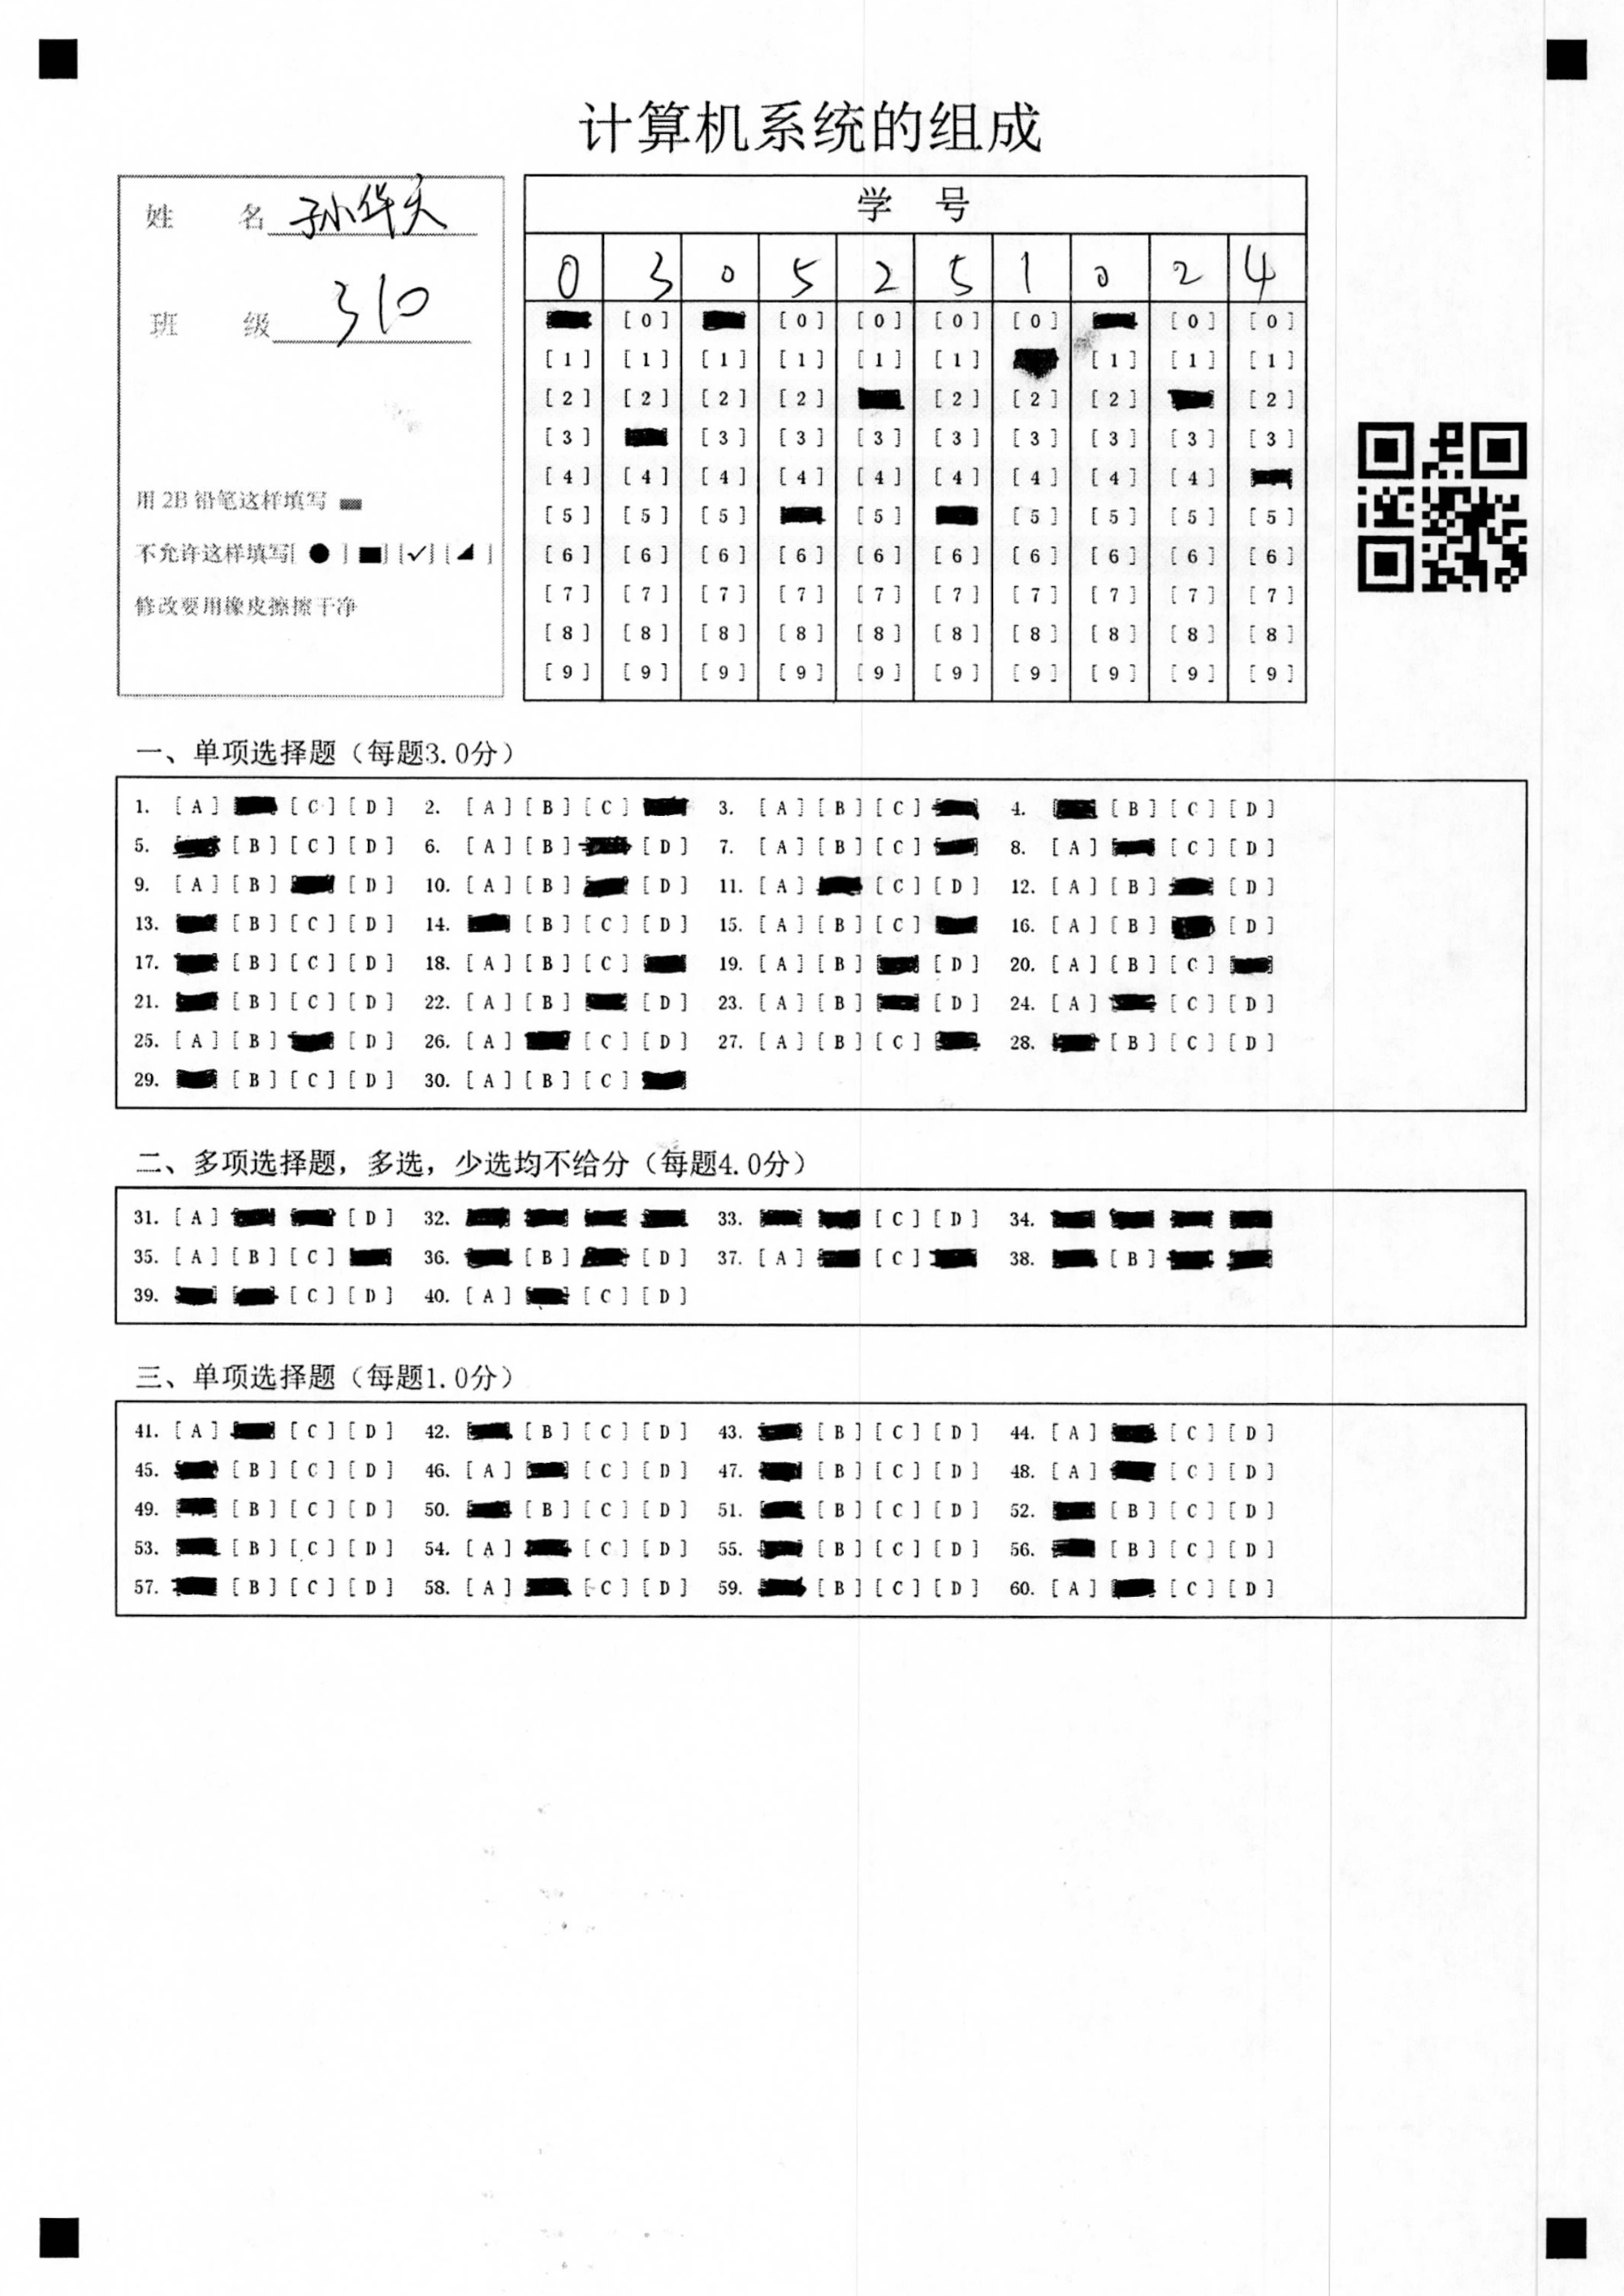 计算机系统的组成
姓 名 孙华天
班 级 310
用 2B 铅笔这样填写
不允许这样填写[ ● ] [■] [✓] [◢ ]
修改要用橡皮擦擦干净
学 号
0 3 0 5 2 5 1 0 2 4
[0] [0] [0] [0] [0] [0] [0]
[1] [1] [1] [1] [1] [1] [1] [1] [1]
[2] [2] [2] [2] [2] [2] [2] [2]
[3] [3] [3] [3] [3] [3] [3] [3] [3]
[4] [4] [4] [4] [4] [4] [4] [4] [4]
[5] [5] [5] [5] [5] [5] [5] [5]
[6] [6] [6] [6] [6] [6] [6] [6] [6] [6]
[7] [7] [7] [7] [7] [7] [7] [7] [7] [7]
[8] [8] [8] [8] [8] [8] [8] [8] [8] [8]
[9] [9] [9] [9] [9] [9] [9] [9] [9] [9]
一、单项选择题（每题3.0分）
1. [A] [C] [D] 2. [A] [B] [C] 3. [A] [B] [C] 4. [B] [C] [D]
5. [B] [C] [D] 6. [A] [B] [D] 7. [A] [B] [C] 8. [A] [C] [D]
9. [A] [B] [D] 10. [A] [B] [D] 11. [A] [C] [D] 12. [A] [B] [D]
13. [B] [C] [D] 14. [B] [C] [D] 15. [A] [B] [C] 16. [A] [B] [D]
17. [B] [C] [D] 18. [A] [B] [C] 19. [A] [B] [D] 20. [A] [B] [C]
21. [B] [C] [D] 22. [A] [B] [D] 23. [A] [B] [D] 24. [A] [C] [D]
25. [A] [B] [D] 26. [A] [C] [D] 27. [A] [B] [C] 28. [B] [C] [D]
29. [B] [C] [D] 30. [A] [B] [C]
二、多项选择题，多选，少选均不给分（每题4.0分）
31. [A] [D] 32. 33. [C] [D] 34.
35. [A] [B] [C] 36. [B] [D] 37. [A] [C] 38. [B]
39. [C] [D] 40. [A] [C] [D]
三、单项选择题（每题1.0分）
41. [A] [C] [D] 42. [B] [C] [D] 43. [B] [C] [D] 44. [A] [C] [D]
45. [B] [C] [D] 46. [A] [C] [D] 47. [B] [C] [D] 48. [A] [C] [D]
49. [B] [C] [D] 50. [B] [C] [D] 51. [B] [C] [D] 52. [B] [C] [D]
53. [B] [C] [D] 54. [A] [C] [D] 55. [B] [C] [D] 56. [B] [C] [D]
57. [B] [C] [D] 58. [A] [C] [D] 59. [B] [C] [D] 60. [A] [C] [D]